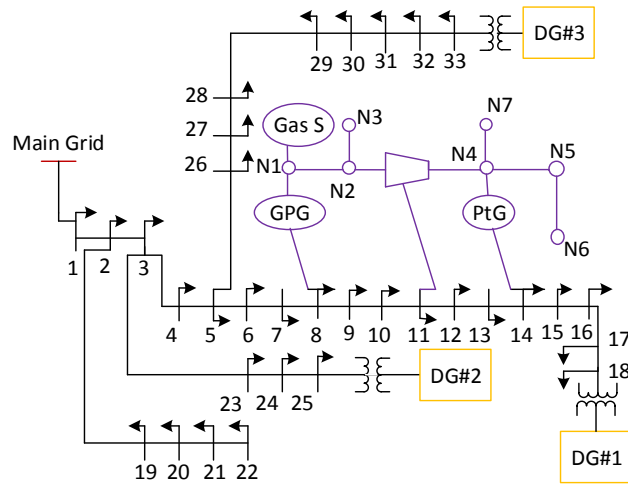 DG#3
29 30 31 32 33
28
27
26
Gas S
N3
N7
Main Grid
N1
N2
N4
N5
GPG
PtG
N6
1
2
3
4 5 6 7 8 9 10 11 12 13 14 15 16
17
18
23 24 25
DG#2
DG#1
19 20 21 22